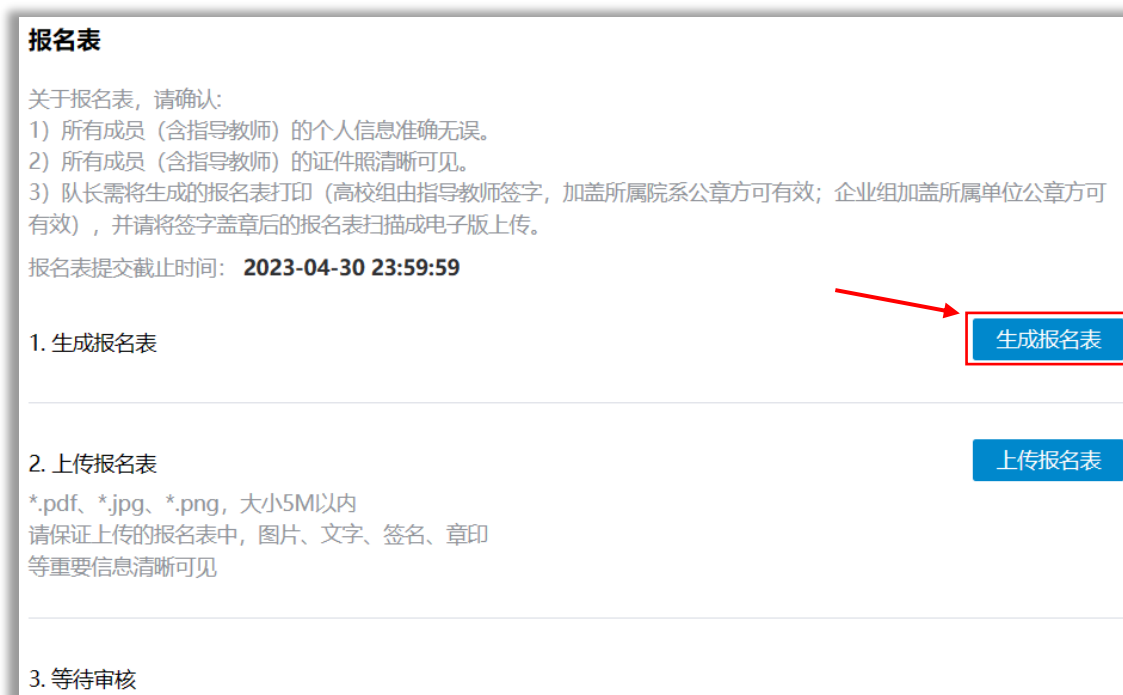 报名表
关于报名表，请确认:
1）所有成员（含指导教师）的个人信息准确无误。
2）所有成员（含指导教师）的证件照清晰可见。
3）队长需将生成的报名表打印（高校组由指导教师签字，加盖所属院系公章方可有效；企业组加盖所属单位公章方可
有效），并请将签字盖章后的报名表扫描成电子版上传。
报名表提交截止时间： 2023-04-30 23:59:59
1. 生成报名表
生成报名表
2. 上传报名表
上传报名表
*.pdf、*.jpg、*.png，大小5M以内
请保证上传的报名表中，图片、文字、签名、章印
等重要信息清晰可见
3. 等待审核